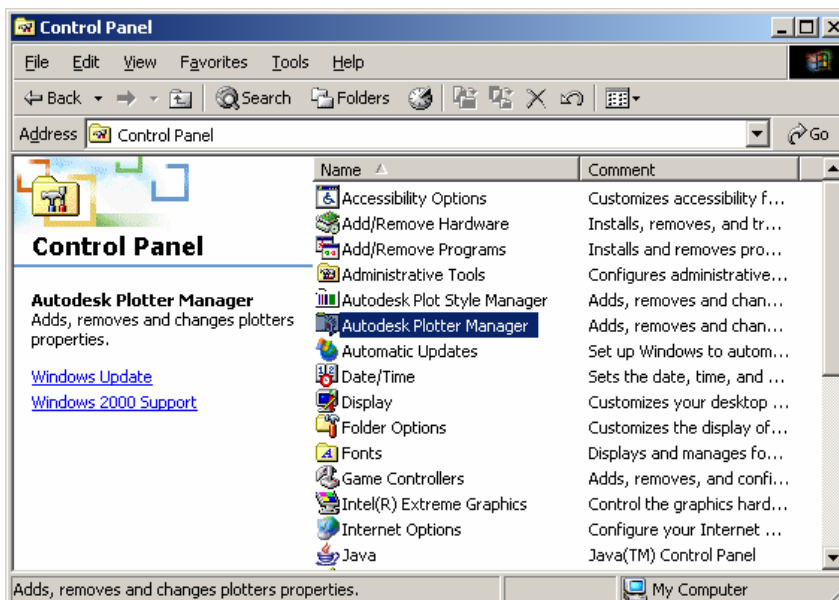 Control Panel
File Edit View Favorites Tools Help
Back Search Folders
Address Control Panel Go
Control Panel
Autodesk Plotter Manager
Adds, removes and changes plotters
properties.
Windows Update
Windows 2000 Support
Name Comment
Accessibility Options Customizes accessibility f...
Add/Remove Hardware Installs, removes, and tr...
Add/Remove Programs Installs and removes pro...
Administrative Tools Configures administrative...
Autodesk Plot Style Manager Adds, removes and chan...
Autodesk Plotter Manager Adds, removes and chan...
Automatic Updates Set up Windows to autom...
Date/Time Sets the date, time, and ...
Display Customizes your desktop ...
Folder Options Customizes the display of...
Fonts Displays and manages fo...
Game Controllers Adds, removes, and confi...
Intel(R) Extreme Graphics Control the graphics hard...
Internet Options Configure your Internet ...
Java Java(TM) Control Panel
Adds, removes and changes plotters properties. My Computer